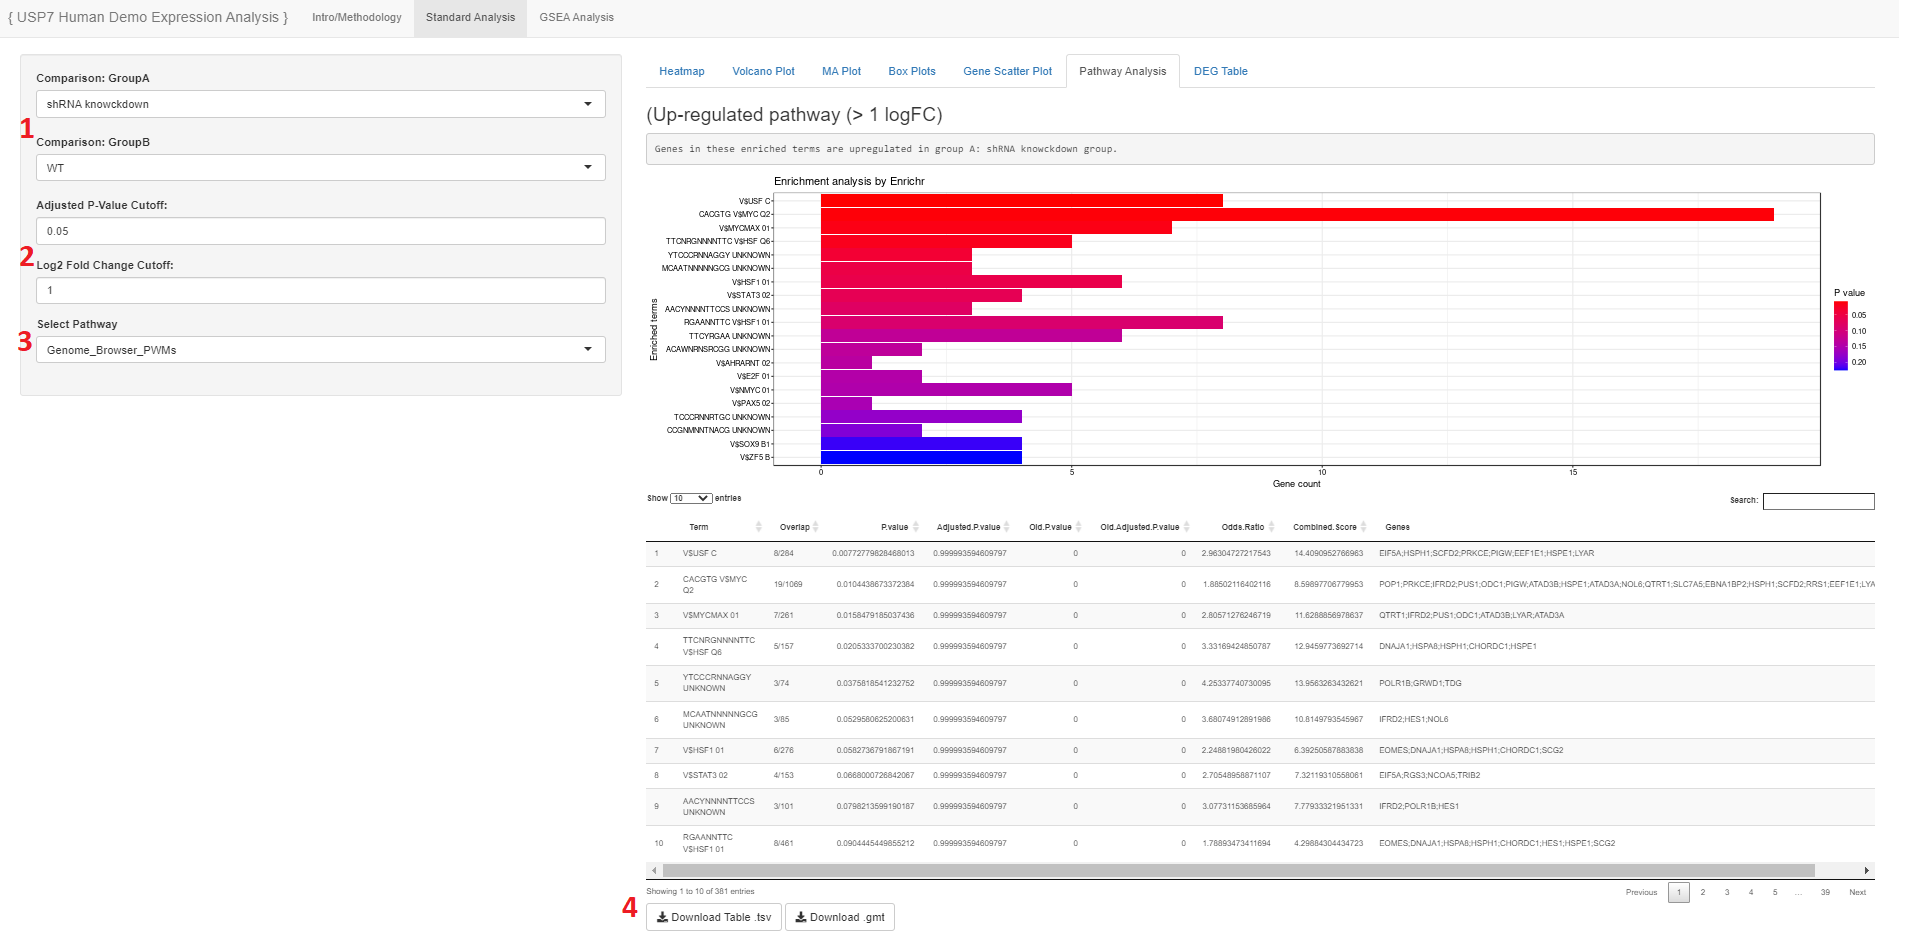 { USP7 Human Demo Expression Analysis } Intro/Methodology Standard Analysis GSEA Analysis
Comparison: GroupA
shRNA knowckdown
1
Comparison: GroupB
WT
Adjusted P-Value Cutoff:
0.05
2
Log2 Fold Change Cutoff:
1
Select Pathway
3
Genome_Browser_PWMs
Heatmap Volcano Plot MA Plot Box Plots Gene Scatter Plot Pathway Analysis DEG Table
(Up-regulated pathway (> 1 logFC)
Genes in these enriched terms are upregulated in group A: shRNA knowckdown group.
Enrichment analysis by Enrichr
Enriched terms
V$USF C
CACGTG V$MYC Q2
V$MYCMAX 01
TTCNRGNNNNTTC V$HSF Q6
YTCCCRNNAGGY UNKNOWN
MCAATNNNNNGCG UNKNOWN
V$HSF1 01
V$STAT3 02
AACYNNNNTTCCS UNKNOWN
RGAANNTTC V$HSF1 01
TTCYRGAA UNKNOWN
ACAWNRNSRCGG UNKNOWN
V$AHRARNT 02
V$E2F 01
V$NMYC 01
V$PAX5 02
TCCCRNNRTGC UNKNOWN
CCGNMNNTNACG UNKNOWN
V$SOX9 B1
V$ZF5 B
0 5 10 15
Gene count
P value
0.05
0.10
0.15
0.20
Show 10 entries
Search:
Term Overlap P.value Adjusted.P.value Old.P.value Old.Adjusted.P.value Odds.Ratio Combined.Score Genes
1 V$USF C 8/284 0.00772779828468013 0.999993594609797 0 0 2.96304727217543 14.4090952766963 EIF5A;HSPH1;SCFD2;PRKCE;PIGW;EEF1E1;HSPE1;LYAR
2 CACGTG V$MYC Q2 19/1069 0.0104438673372384 0.999993594609797 0 0 1.88502116402116 8.59897706779953 POP1;PRKCE;IFRD2;PUS1;ODC1;PIGW;ATAD3B;HSPE1;ATAD3A;NOL6;QTRT1;SLC7A5;EBNA1BP2;HSPH1;SCFD2;RRS1;EEF1E1;LYA
3 V$MYCMAX 01 7/261 0.0158479185037436 0.999993594609797 0 0 2.80571276246719 11.6288856978637 QTRT1;IFRD2;PUS1;ODC1;ATAD3B;LYAR;ATAD3A
4 TTCNRGNNNNTTC V$HSF Q6 5/157 0.0205333700230382 0.999993594609797 0 0 3.33169424850787 12.9459773692714 DNAJA1;HSPA8;HSPH1;CHORDC1;HSPE1
5 YTCCCRNNAGGY UNKNOWN 3/74 0.0375818541232752 0.999993594609797 0 0 4.25337740730095 13.9563263432621 POLR1B;GRWD1;TDG
6 MCAATNNNNNGCG UNKNOWN 3/85 0.0529580625200631 0.999993594609797 0 0 3.68074912891986 10.8149793545967 IFRD2;HES1;NOL6
7 V$HSF1 01 6/276 0.0582736791867191 0.999993594609797 0 0 2.24881980426022 6.39250587883838 EOMES;DNAJA1;HSPA8;HSPH1;CHORDC1;SCG2
8 V$STAT3 02 4/153 0.0668000726842067 0.999993594609797 0 0 2.70548958871107 7.32119310558061 EIF5A;RGS3;NCOA5;TRIB2
9 AACYNNNNTTCCS UNKNOWN 3/101 0.0798213599190187 0.999993594609797 0 0 3.07731153685964 7.77933321951331 IFRD2;POLR1B;HES1
10 RGAANNTTC V$HSF1 01 8/461 0.0904445449855212 0.999993594609797 0 0 1.78893473411694 4.29884304434723 EOMES;DNAJA1;HSPA8;HSPH1;CHORDC1;HES1;HSPE1;SCG2
Showing 1 to 10 of 381 entries
Previous 1 2 3 4 5 ... 39 Next
4
Download Table .tsv Download .gmt